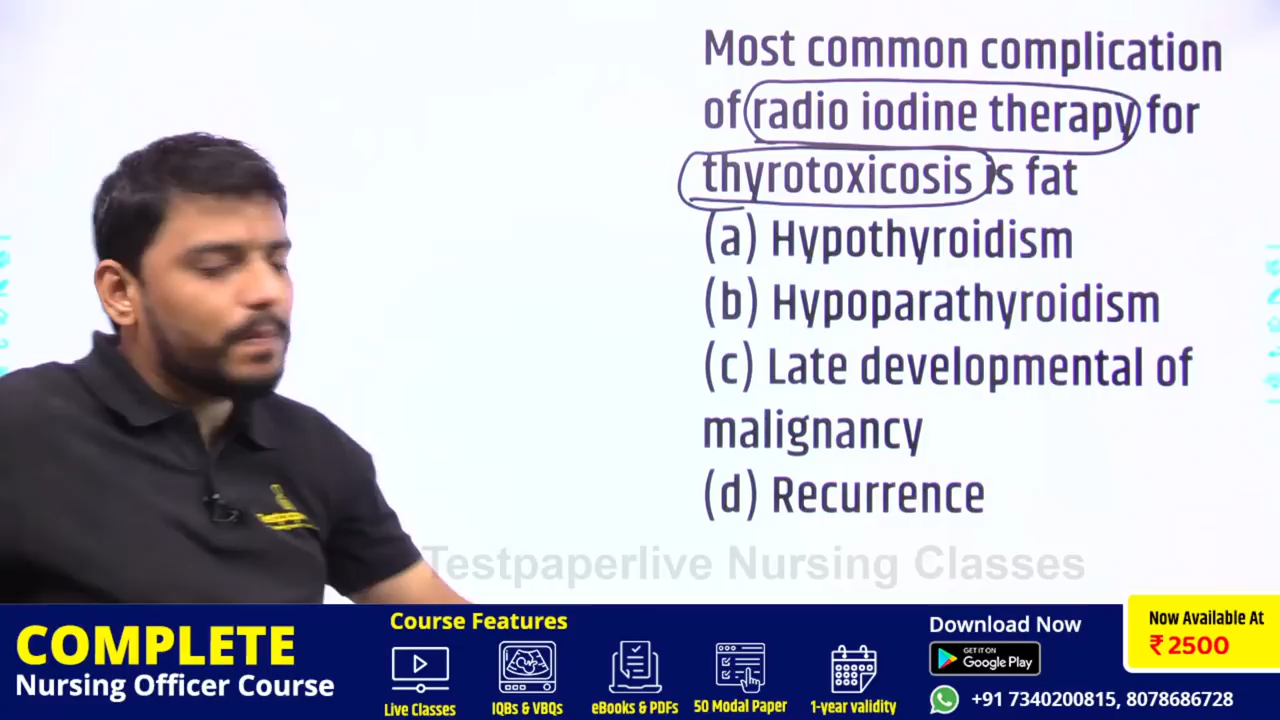 Most common complication
of radio iodine therapy for
thyrotoxicosis is fat
(a) Hypothyroidism
(b) Hypoparathyroidism
(c) Late developmental of
malignancy
(d) Recurrence
Testpaperlive Nursing Classes
COMPLETE
Nursing Officer Course
Course Features
Live Classes
IQBs & VBQs
eBooks & PDFs
50 Modal Paper
1-year validity
Download Now
GET IT ON
Google Play
+91 7340200815, 8078686728
Now Available At
₹ 2500